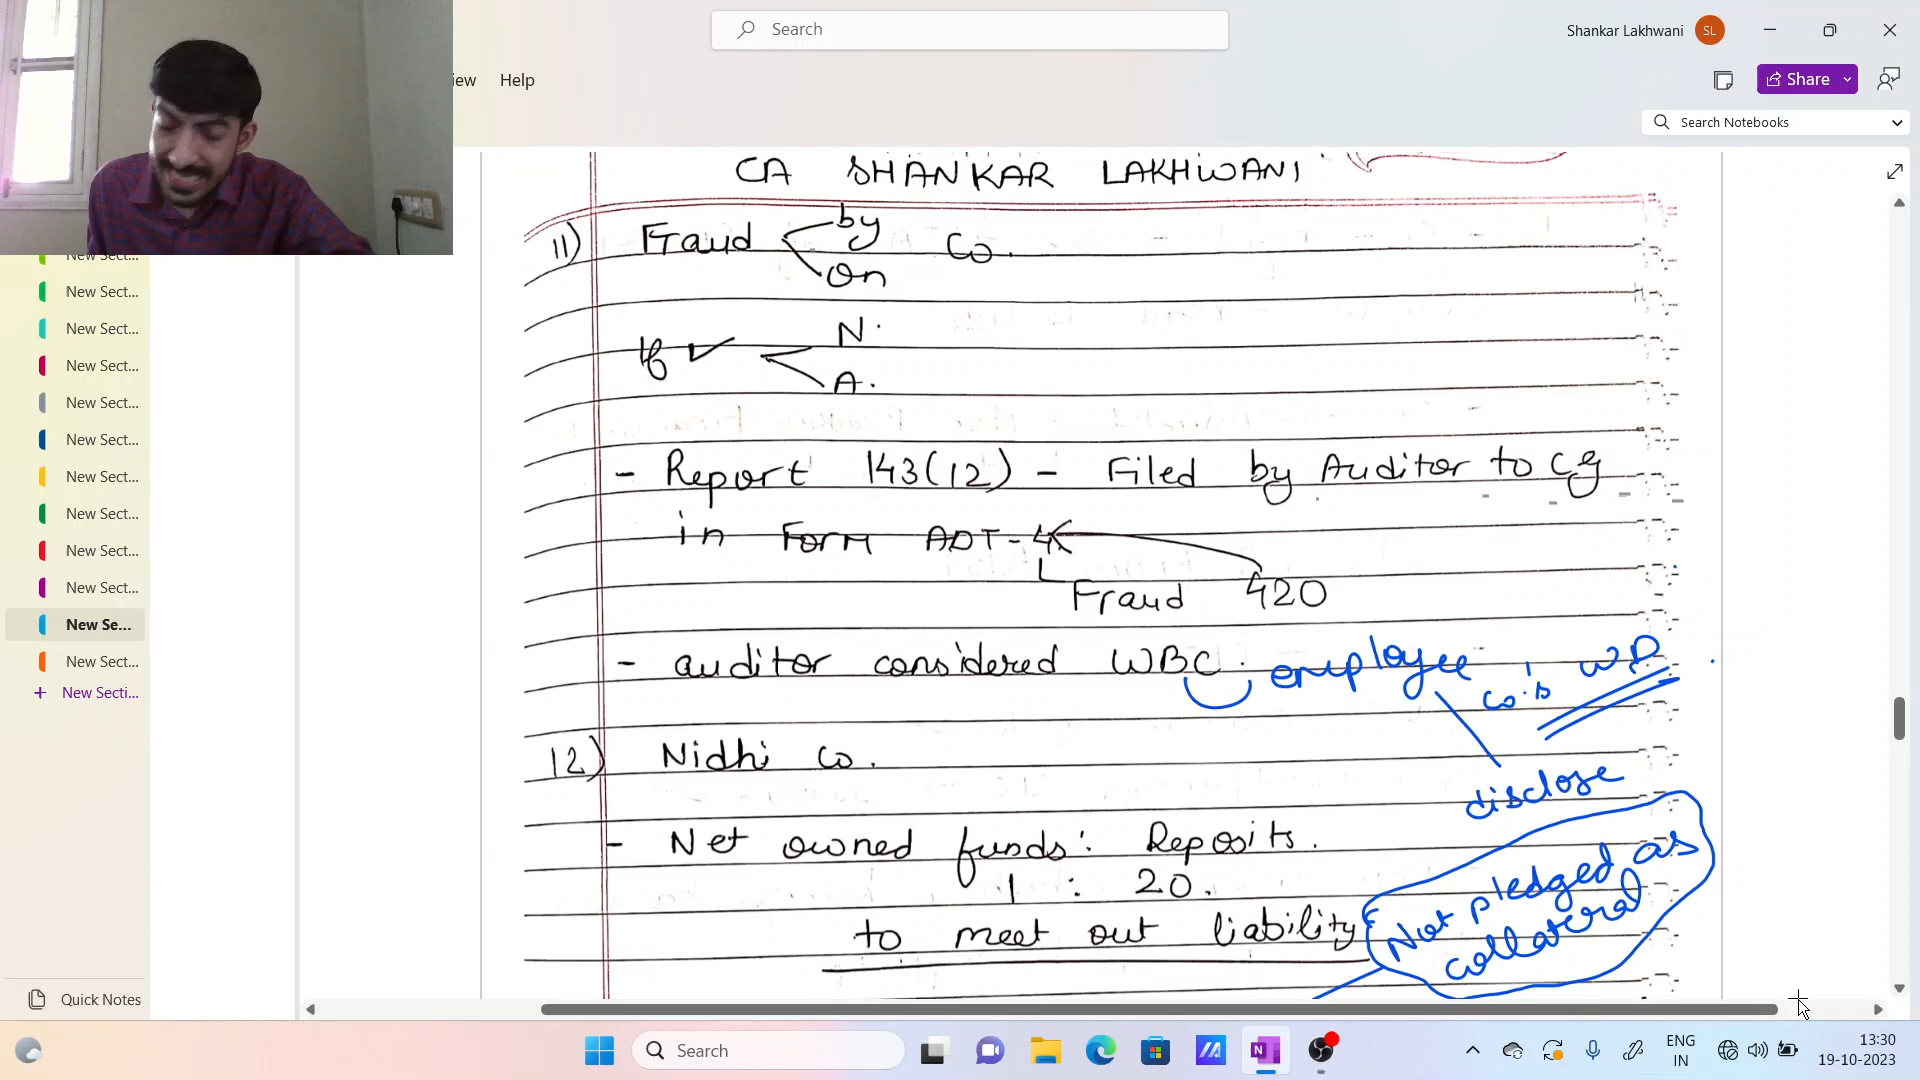 Search
Shankar Lakhwani SL
iew Help
Share
Search Notebooks
CA SHANKAR LAKHWANI
11) Fraud by Co.
On
If ✓ N.
A.
- Report 143(12) - Filed by Auditor to CG
in Form ADT-4
Fraud 420
- auditor considered WBC. employee co's W.P
disclose
12) Nidhi Co.
- Net owned funds : Deposits.
1 : 20.
to meet out liability
Not pledged as
collateral
New Sect...
New Sect...
New Sect...
New Sect...
New Sect...
New Sect...
New Sect...
New Sect...
New Sect...
New Sect...
New Se...
New Sect...
+ New Secti...
Quick Notes
Search
ENG
IN
13:30
19-10-2023